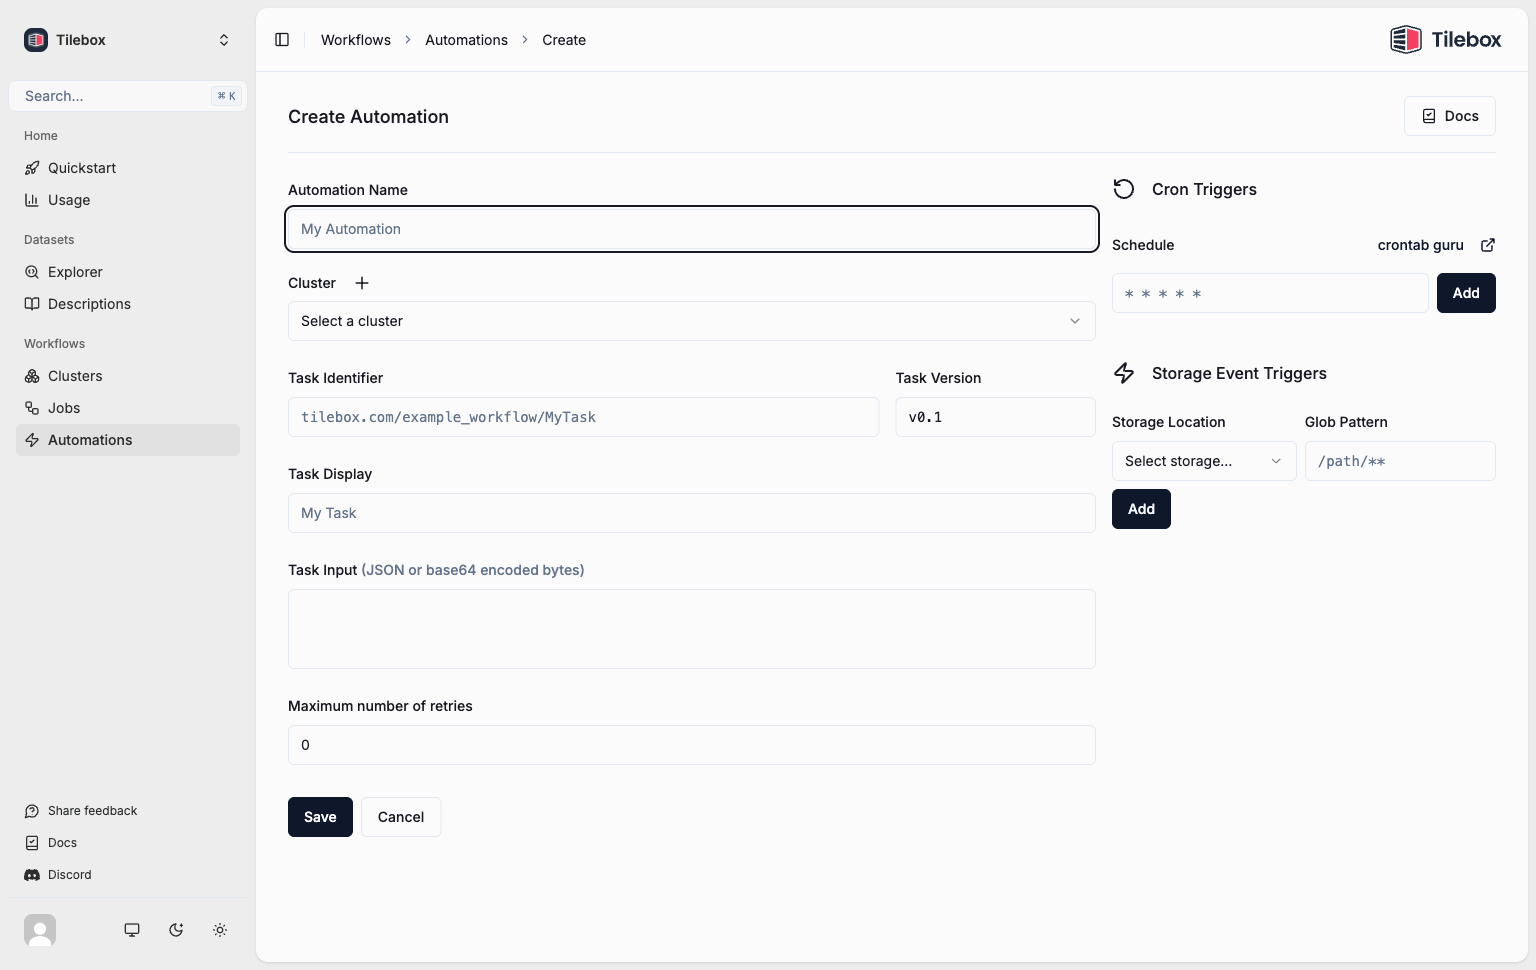 Tilebox
Search...
⌘ K
Home
Quickstart
Usage
Datasets
Explorer
Descriptions
Workflows
Clusters
Jobs
Automations
Share feedback
Docs
Discord
Workflows > Automations > Create
Tilebox
Create Automation
Docs
Automation Name
My Automation
Cluster +
Select a cluster
Task Identifier
tilebox.com/example_workflow/MyTask
Task Version
v0.1
Task Display
My Task
Task Input (JSON or base64 encoded bytes)
Maximum number of retries
0
Save
Cancel
Cron Triggers
Schedule
crontab guru
* * * * *
Add
Storage Event Triggers
Storage Location
Select storage...
Glob Pattern
/path/**
Add